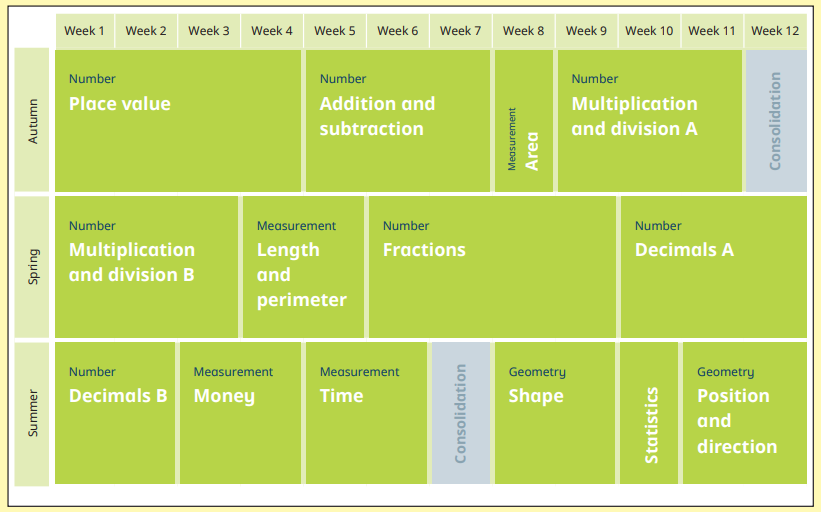 Week 1 Week 2 Week 3 Week 4 Week 5 Week 6 Week 7 Week 8 Week 9 Week 10 Week 11 Week 12
Autumn
Number
Place value
Number
Addition and
subtraction
Measurement
Area
Number
Multiplication
and division A
Consolidation
Spring
Number
Multiplication
and division B
Measurement
Length
and
perimeter
Number
Fractions
Number
Decimals A
Summer
Number
Decimals B
Measurement
Money
Measurement
Time
Consolidation
Geometry
Shape
Statistics
Geometry
Position
and
direction